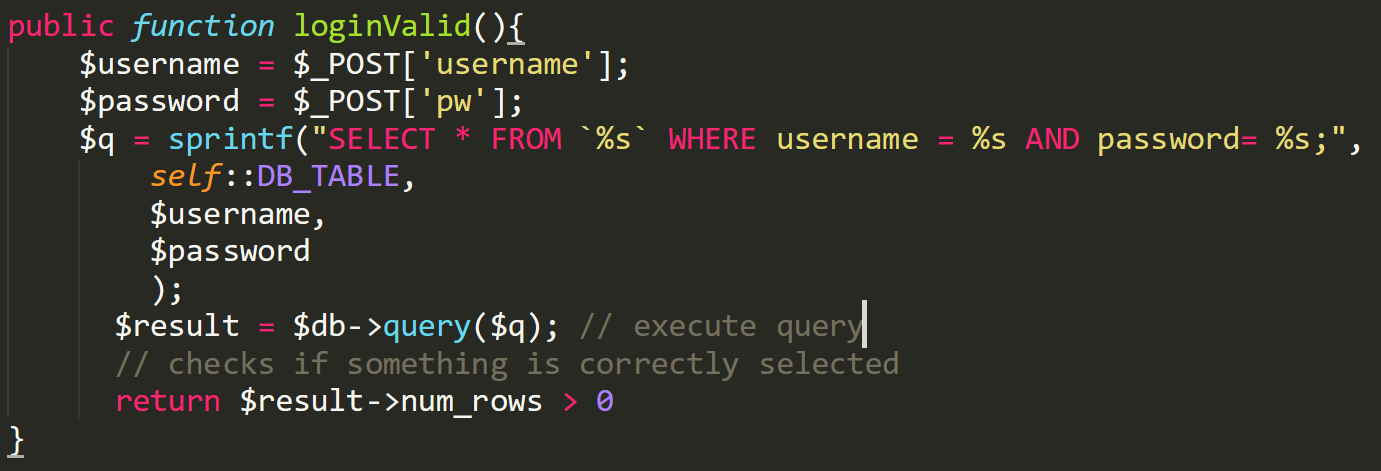 public function loginValid(){
$username = $_POST['username'];
$password = $_POST['pw'];
$q = sprintf("SELECT * FROM `%s` WHERE username = %s AND password= %s;",
self::DB_TABLE,
$username,
$password
);
$result = $db->query($q); // execute query
// checks if something is correctly selected
return $result->num_rows > 0
}